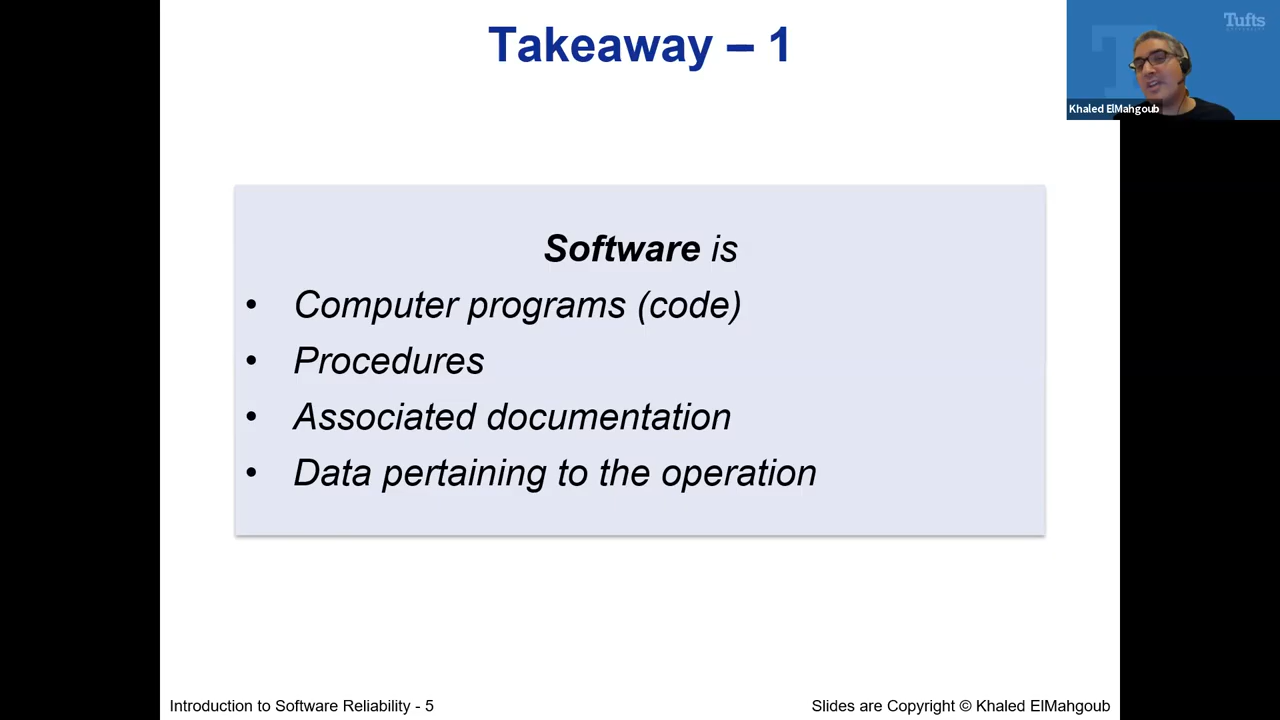 Takeaway – 1
Tufts
Khaled ElMahgoub
Software is
• Computer programs (code)
• Procedures
• Associated documentation
• Data pertaining to the operation
Introduction to Software Reliability - 5
Slides are Copyright © Khaled ElMahgoub